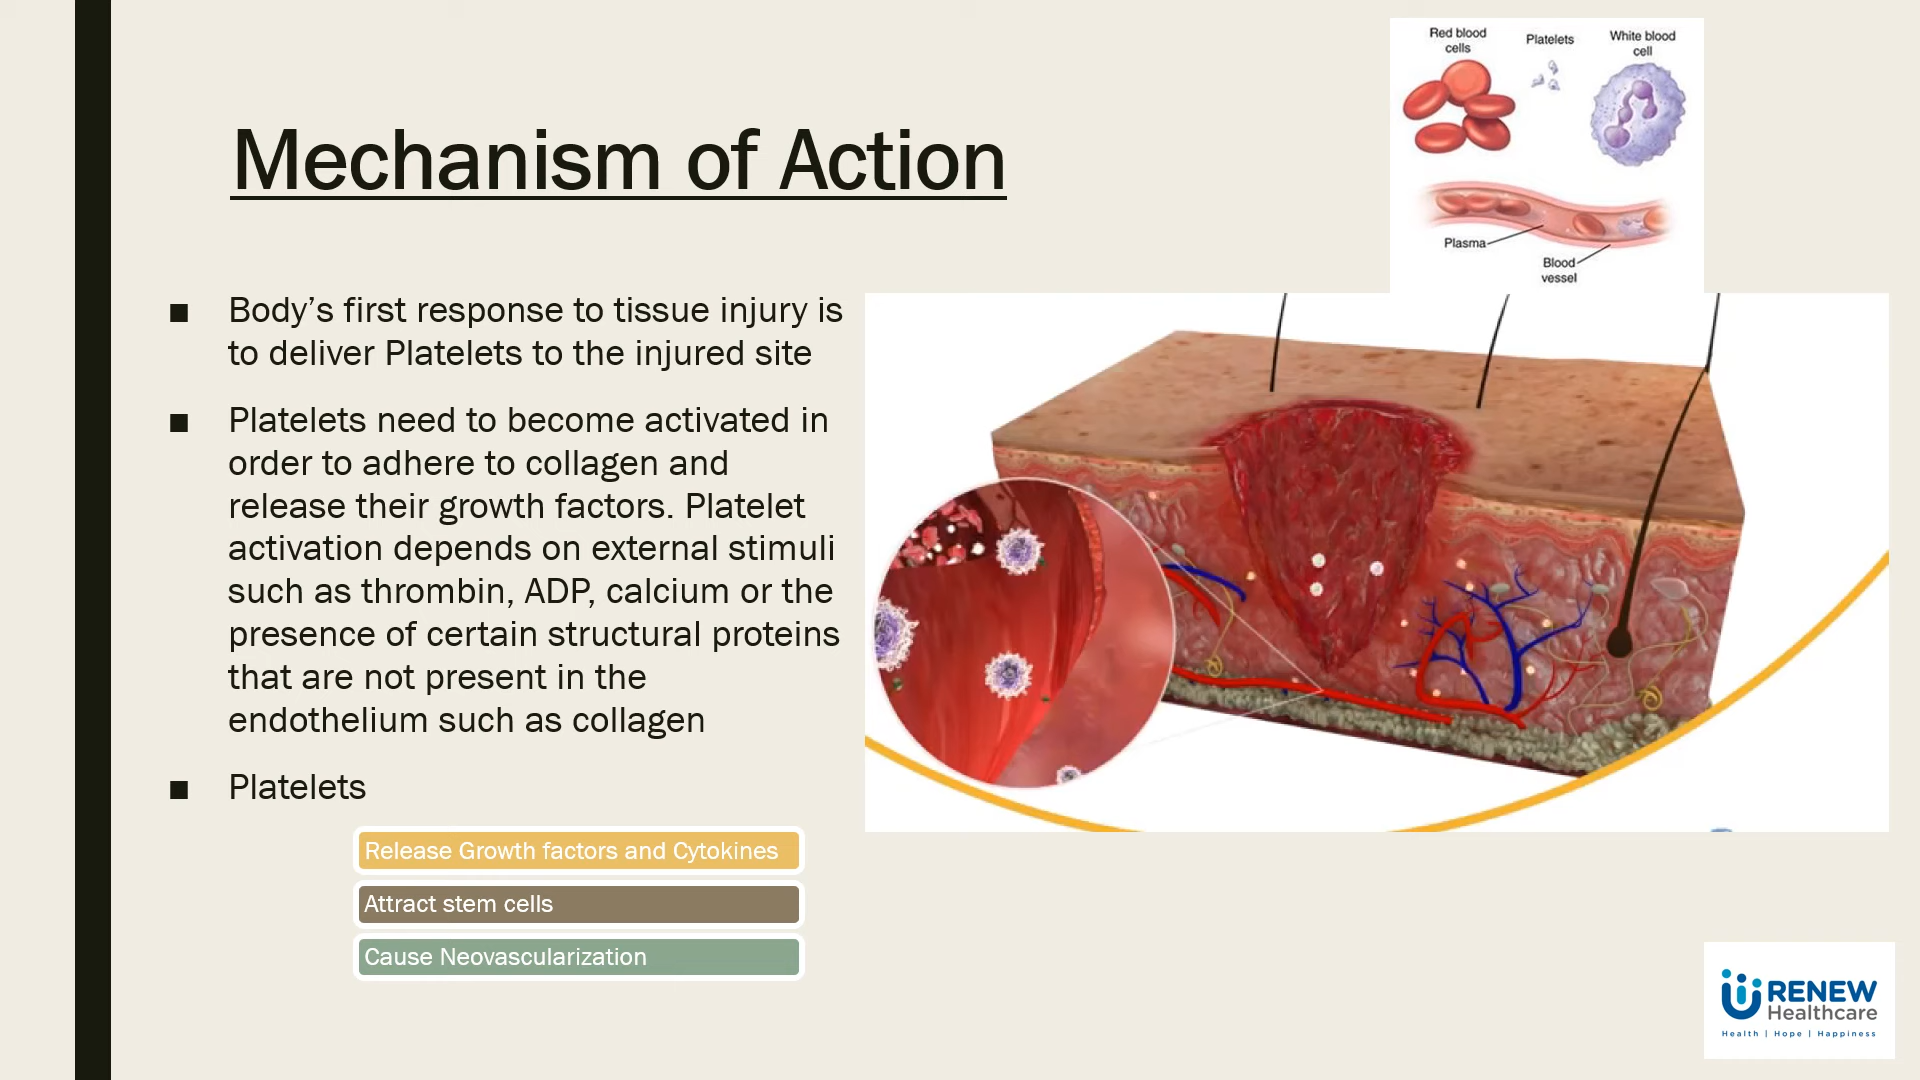 Mechanism of Action
Red blood
cells
Platelets
White blood
cell
Plasma
Blood
vessel
■ Body’s first response to tissue injury is
to deliver Platelets to the injured site
■ Platelets need to become activated in
order to adhere to collagen and
release their growth factors. Platelet
activation depends on external stimuli
such as thrombin, ADP, calcium or the
presence of certain structural proteins
that are not present in the
endothelium such as collagen
■ Platelets
Release Growth factors and Cytokines
Attract stem cells
Cause Neovascularization
RENEW
Healthcare
Health | Hope | Happiness